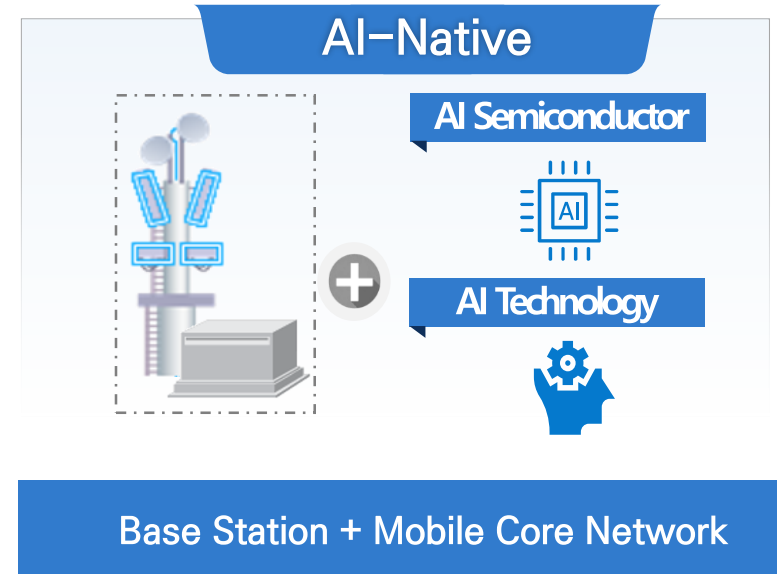 AI-Native
AI Semiconductor
AI
AI Technology
Base Station + Mobile Core Network